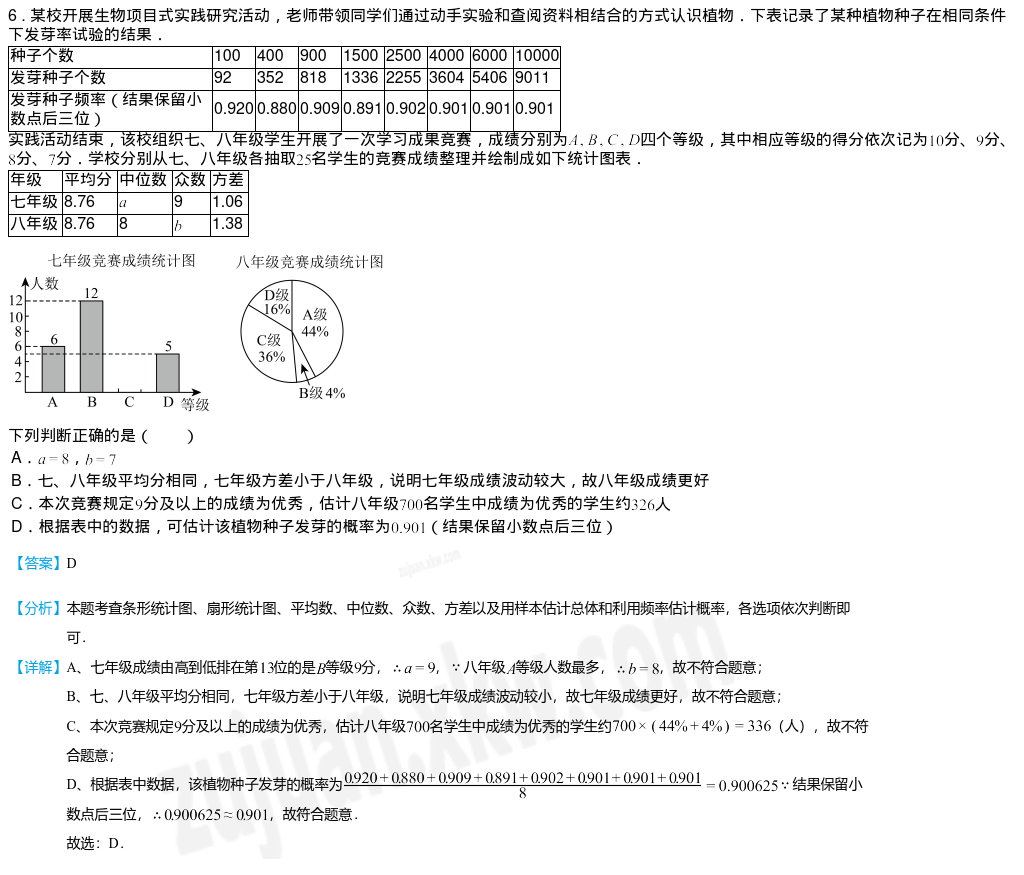 6．某校开展生物项目式实践研究活动，老师带领同学们通过动手实验和查阅资料相结合的方式认识植物．下表记录了某种植物种子在相同条件
下发芽率试验的结果．
种子个数 100 400 900 1500 2500 4000 6000 10000
发芽种子个数 92 352 818 1336 2255 3604 5406 9011
发芽种子频率（结果保留小
数点后三位） 0.920 0.880 0.909 0.891 0.902 0.901 0.901 0.901
实践活动结束，该校组织七、八年级学生开展了一次学习成果竞赛，成绩分别为A, B, C, D四个等级，其中相应等级的得分依次记为10分、9分、
8分、7分．学校分别从七、八年级各抽取25名学生的竞赛成绩整理并绘制成如下统计图表．
年级 平均分 中位数 众数 方差
七年级 8.76 a 9 1.06
八年级 8.76 8 b 1.38
七年级竞赛成绩统计图
人数
12
10
8
6
4
2
6
12
5
A B C D 等级
八年级竞赛成绩统计图
D级
16%
A级
44%
C级
36%
B级 4%
下列判断正确的是（　　）
A．a = 8，b = 7
B．七、八年级平均分相同，七年级方差小于八年级，说明七年级成绩波动较大，故八年级成绩更好
C．本次竞赛规定9分及以上的成绩为优秀，估计八年级700名学生中成绩为优秀的学生约326人
D．根据表中的数据，可估计该植物种子发芽的概率为0.901（结果保留小数点后三位）
【答案】D
【分析】本题考查条形统计图、扇形统计图、平均数、中位数、众数、方差以及用样本估计总体和利用频率估计概率，各选项依次判断即
可．
【详解】A、七年级成绩由高到低排在第13位的是B等级9分，∴a = 9，∵八年级A等级人数最多，∴b = 8，故不符合题意；
B、七、八年级平均分相同，七年级方差小于八年级，说明七年级成绩波动较小，故七年级成绩更好，故不符合题意；
C、本次竞赛规定9分及以上的成绩为优秀，估计八年级700名学生中成绩为优秀的学生约700×(44%+4%)=336（人），故不符
合题意；
D、根据表中数据，该植物种子发芽的概率为(0.920+0.880+0.909+0.891+0.902+0.901+0.901+0.901)/8 = 0.900625∵结果保留小
数点后三位，∴0.900625≈0.901，故符合题意．
故选：D．
zujuan.xkw.com
zujuan.xkw.com